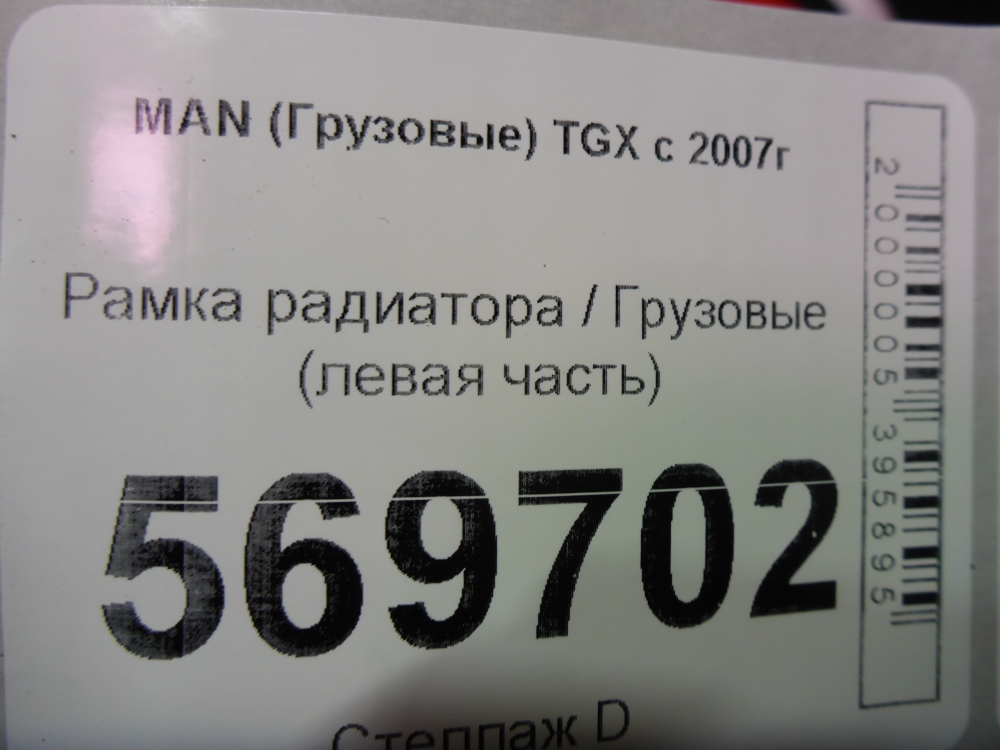 MAN (Грузовые) TGX с 2007г
Рамка радиатора / Грузовые
(левая часть)
569702
Стеллаж D
2000005395895